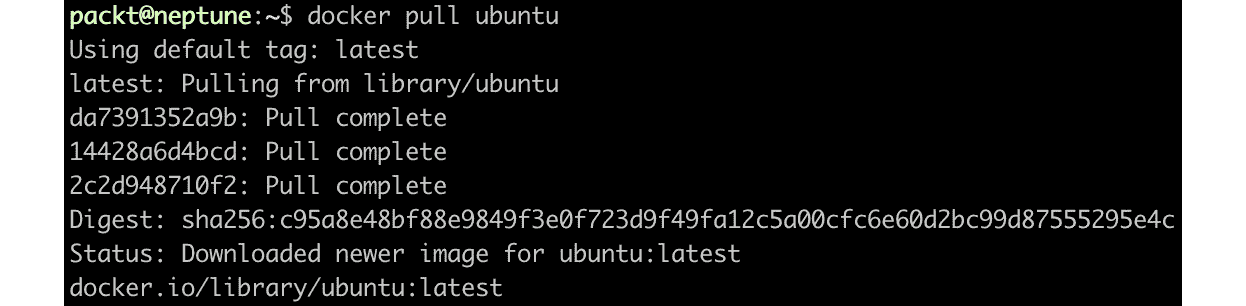 packt@neptune:~$ docker pull ubuntu
Using default tag: latest
latest: Pulling from library/ubuntu
da7391352a9b: Pull complete
14428a6d4bcd: Pull complete
2c2d948710f2: Pull complete
Digest: sha256:c95a8e48bf88e9849f3e0f723d9f49fa12c5a00cfc6e60d2bc99d87555295e4c
Status: Downloaded newer image for ubuntu:latest
docker.io/library/ubuntu:latest